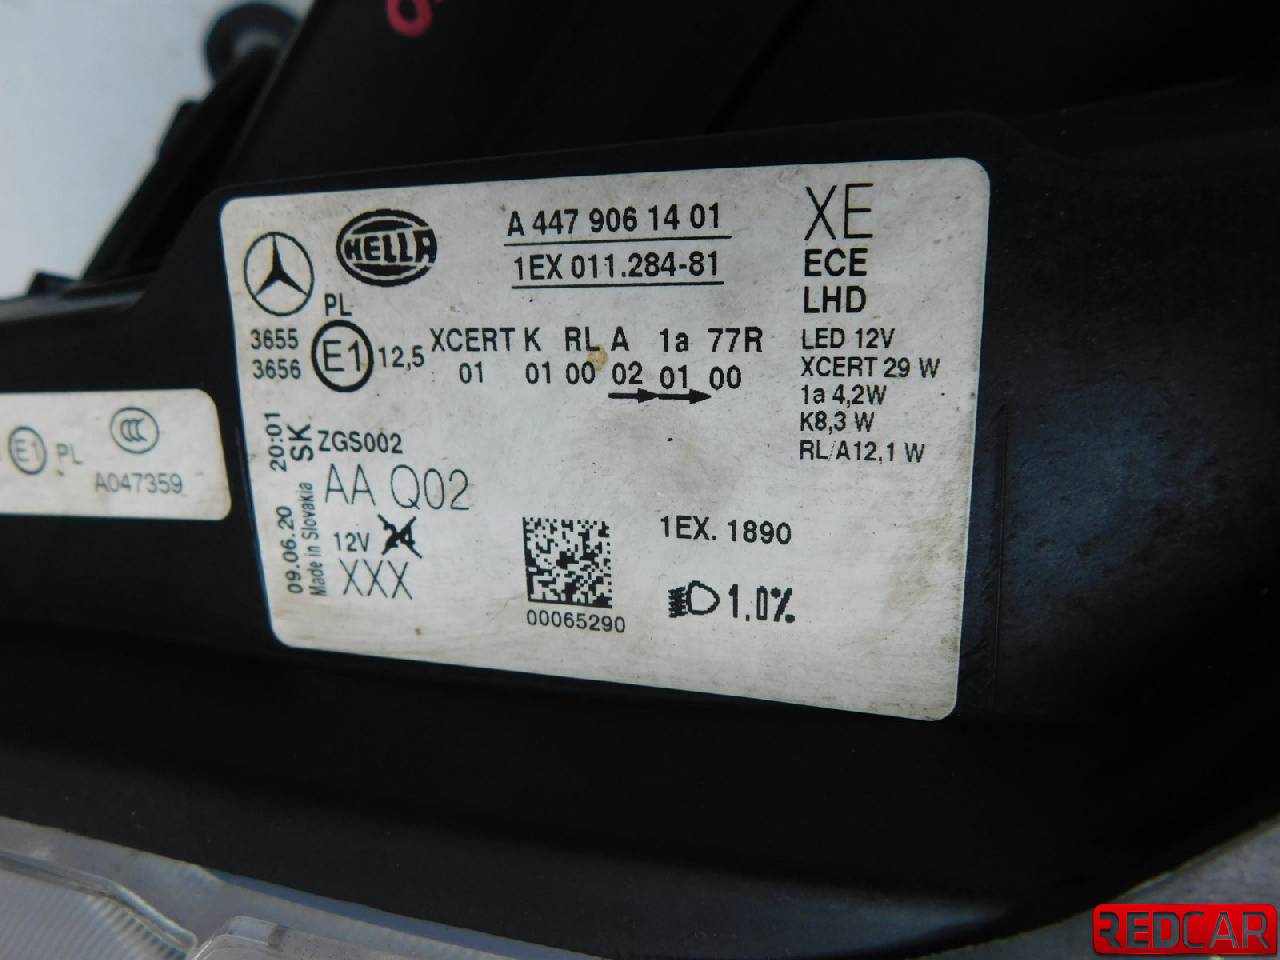 HELLA
A 447 906 14 01
1EX 011.284-81
XE
ECE
LHD
PL
3655
3656
E1
12,5
XCERT K RL A 1a 77R
01 01 00 02 01 00
LED 12V
XCERT 29 W
1a 4,2W
K8,3 W
RL/A12,1 W
09.06.20 20:01
Made in Slovakia SK
ZGS002
AA Q02
12V 24
XXX
00065290
1EX. 1890
1.0%
E1 PL
CCC
A047359
REDCAR